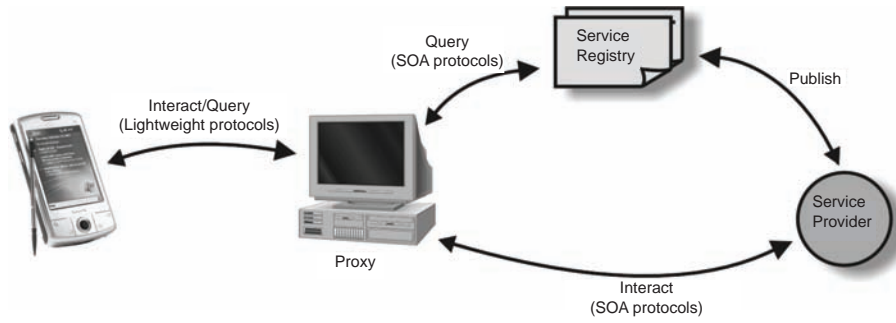 Query
(SOA protocols)
Service
Registry
Publish
Interact/Query
(Lightweight protocols)
Service
Provider
Proxy
Interact
(SOA protocols)